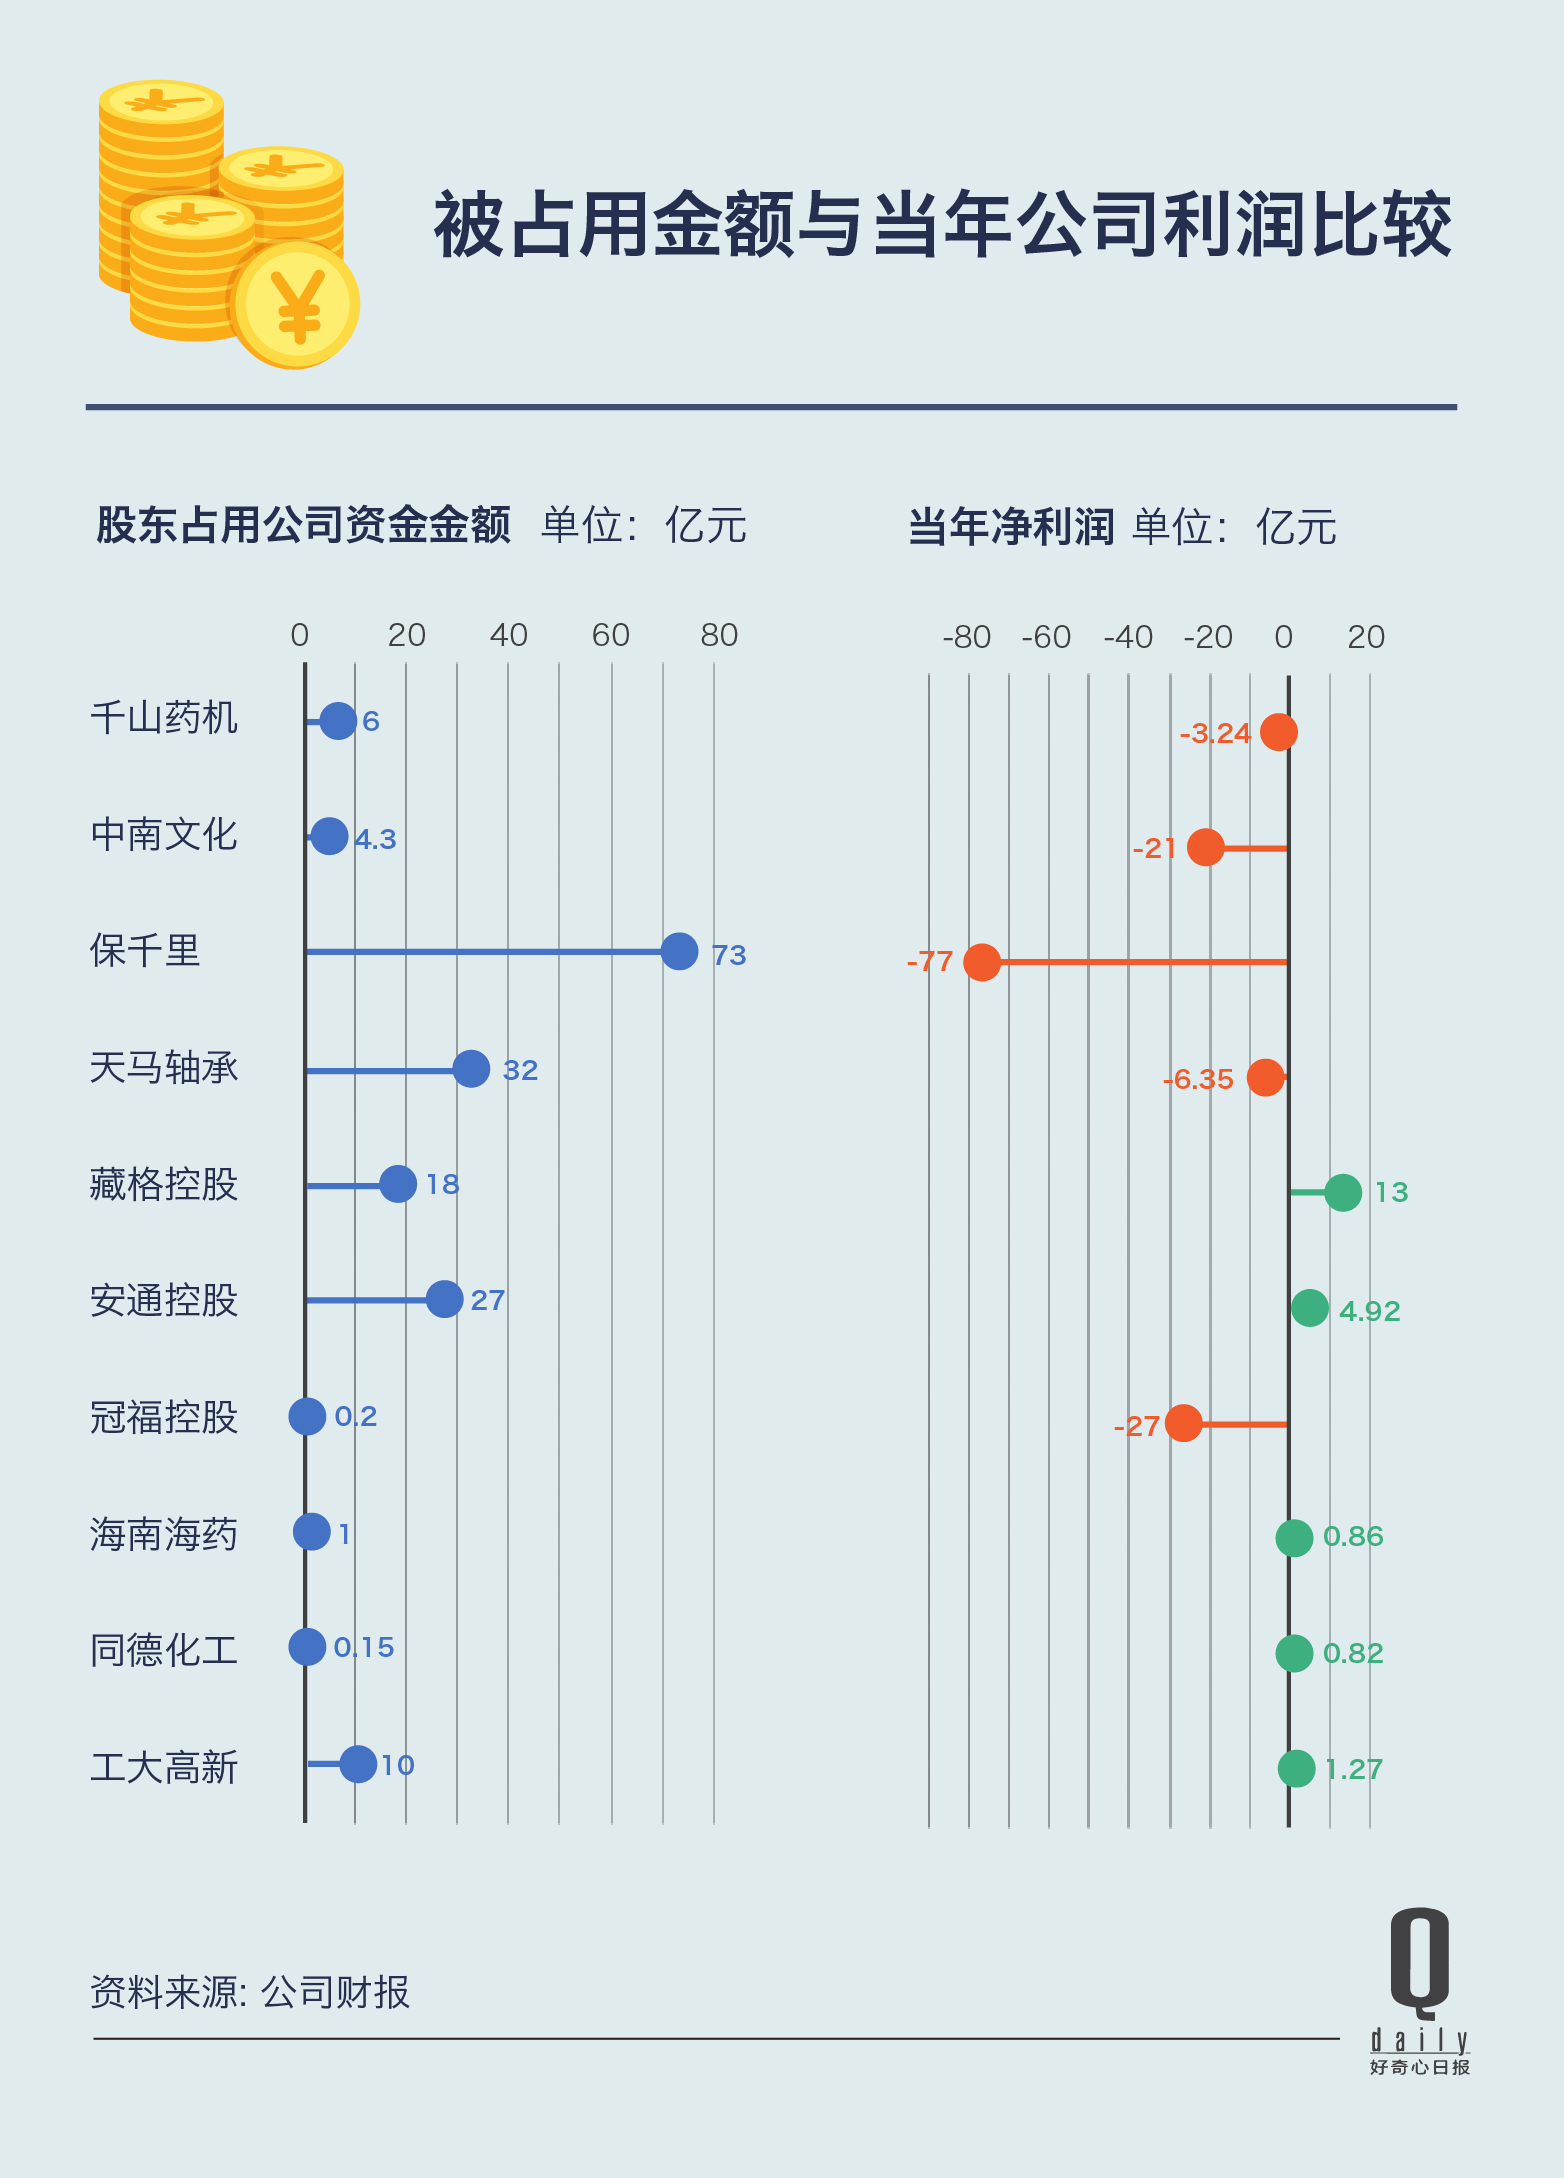 被占用金额与当年公司利润比较
股东占用公司资金金额 单位：亿元
当年净利润 单位：亿元
0 20 40 60 80
-80 -60 -40 -20 0 20
千山药机 6 -3.24
中南文化 4.3 -21
保千里 73 -77
天马轴承 32 -6.35
藏格控股 18 13
安通控股 27 4.92
冠福控股 0.2 -27
海南海药 1 0.86
同德化工 0.15 0.82
工大高新 10 1.27
资料来源: 公司财报
Q
daily
好奇心日报